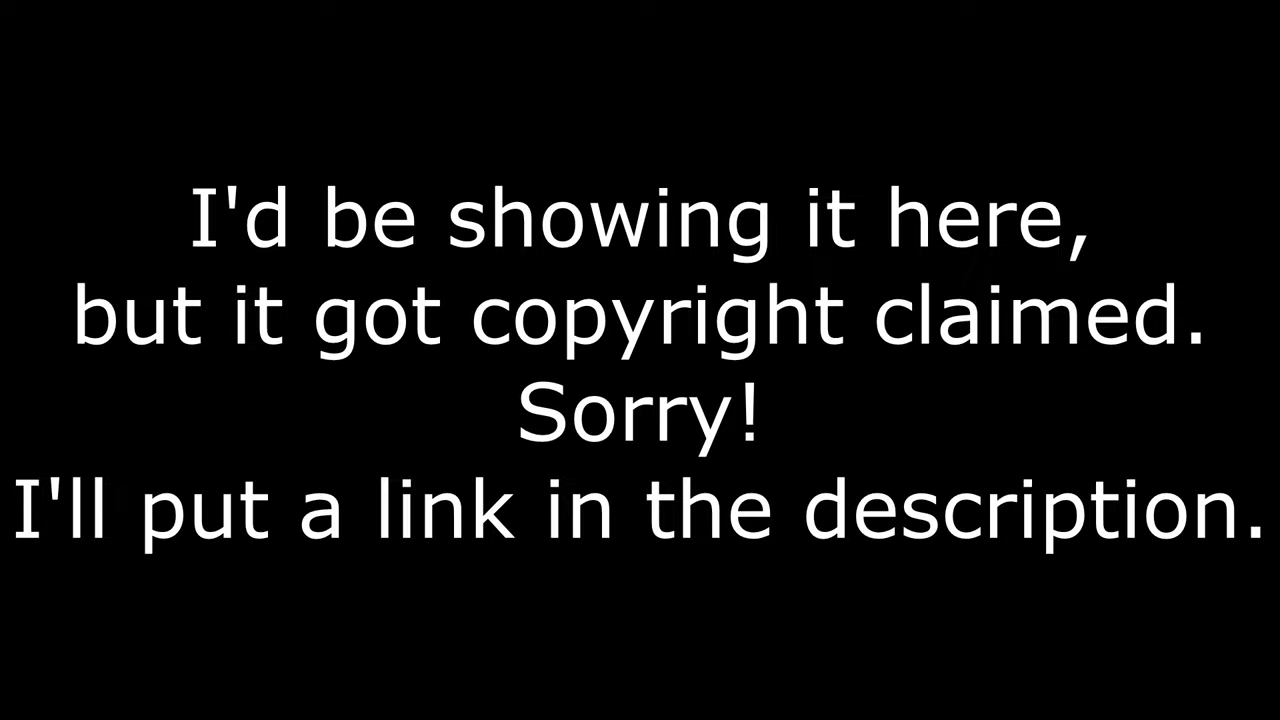 I'd be showing it here,
but it got copyright claimed.
Sorry!
I'll put a link in the description.